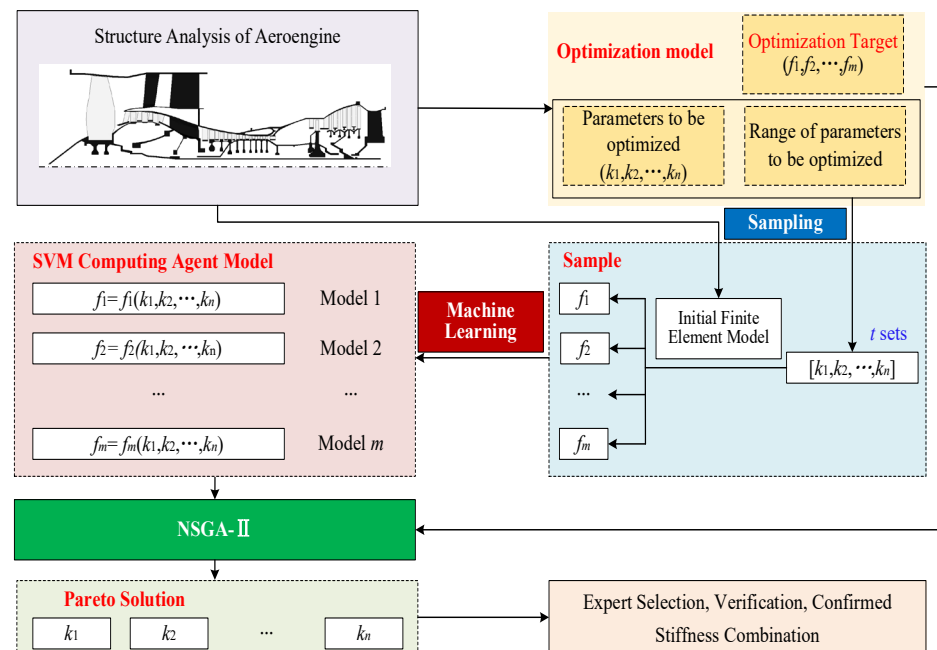 Structure Analysis of Aeroengine
Optimization model
Optimization Target
(f1,f2,⋯,fm)
Parameters to be
optimized
(k1,k2,⋯,kn)
Range of parameters
to be optimized
Sampling
SVM Computing Agent Model
f1= f1(k1,k2,⋯,kn)
Model 1
f2= f2(k1,k2,⋯,kn)
Model 2
...
...
fm= fm(k1,k2,⋯,kn)
Model m
Machine
Learning
Sample
f1
f2
...
fm
Initial Finite
Element Model
t sets
[k1,k2,⋯,kn]
NSGA-Ⅱ
Pareto Solution
k1
k2
...
kn
Expert Selection, Verification, Confirmed
Stiffness Combination